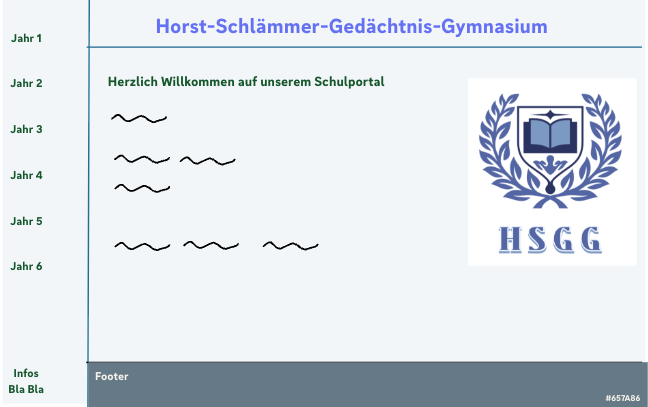 Horst-Schlämmer-Gedächtnis-Gymnasium
Jahr 1
Jahr 2
Jahr 3
Jahr 4
Jahr 5
Jahr 6
Infos
Bla Bla
Herzlich Willkommen auf unserem Schulportal
HSGG
Footer
#657A86